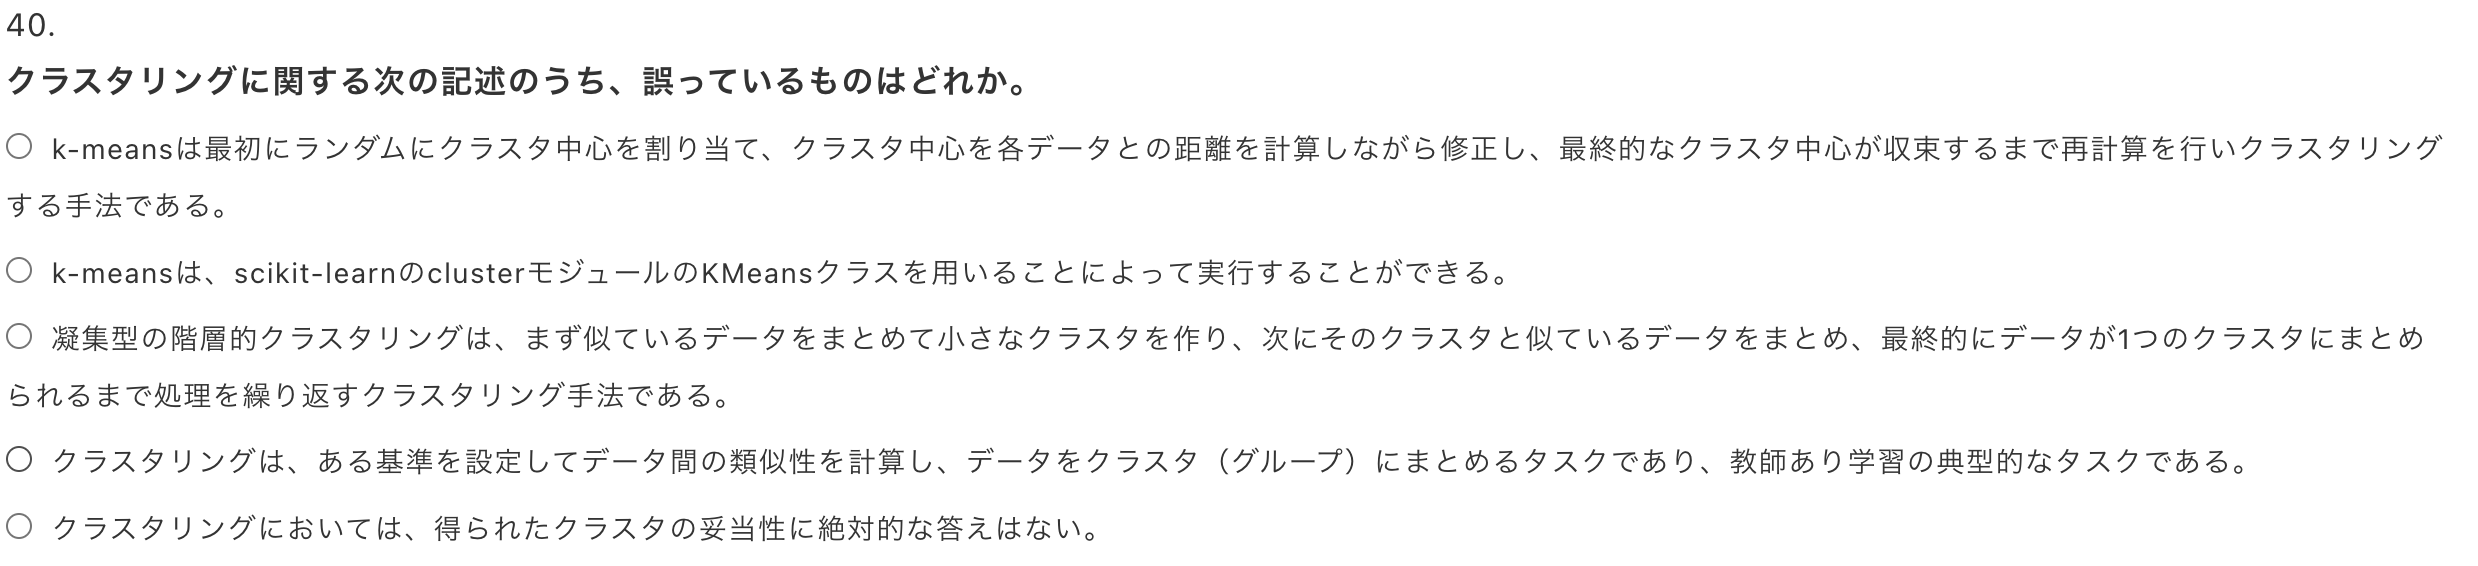 40.
クラスタリングに関する次の記述のうち、誤っているものはどれか。
k-meansは最初にランダムにクラスタ中心を割り当て、クラスタ中心を各データとの距離を計算しながら修正し、最終的なクラスタ中心が収束するまで再計算を行いクラスタリング
する手法である。
k-meansは、scikit-learnのclusterモジュールのKMeansクラスを用いることによって実行することができる。
凝集型の階層的クラスタリングは、まず似ているデータをまとめて小さなクラスタを作り、次にそのクラスタと似ているデータをまとめ、最終的にデータが1つのクラスタにまとめ
られるまで処理を繰り返すクラスタリング手法である。
クラスタリングは、ある基準を設定してデータ間の類似性を計算し、データをクラスタ（グループ）にまとめるタスクであり、教師あり学習の典型的なタスクである。
クラスタリングにおいては、得られたクラスタの妥当性に絶対的な答えはない。